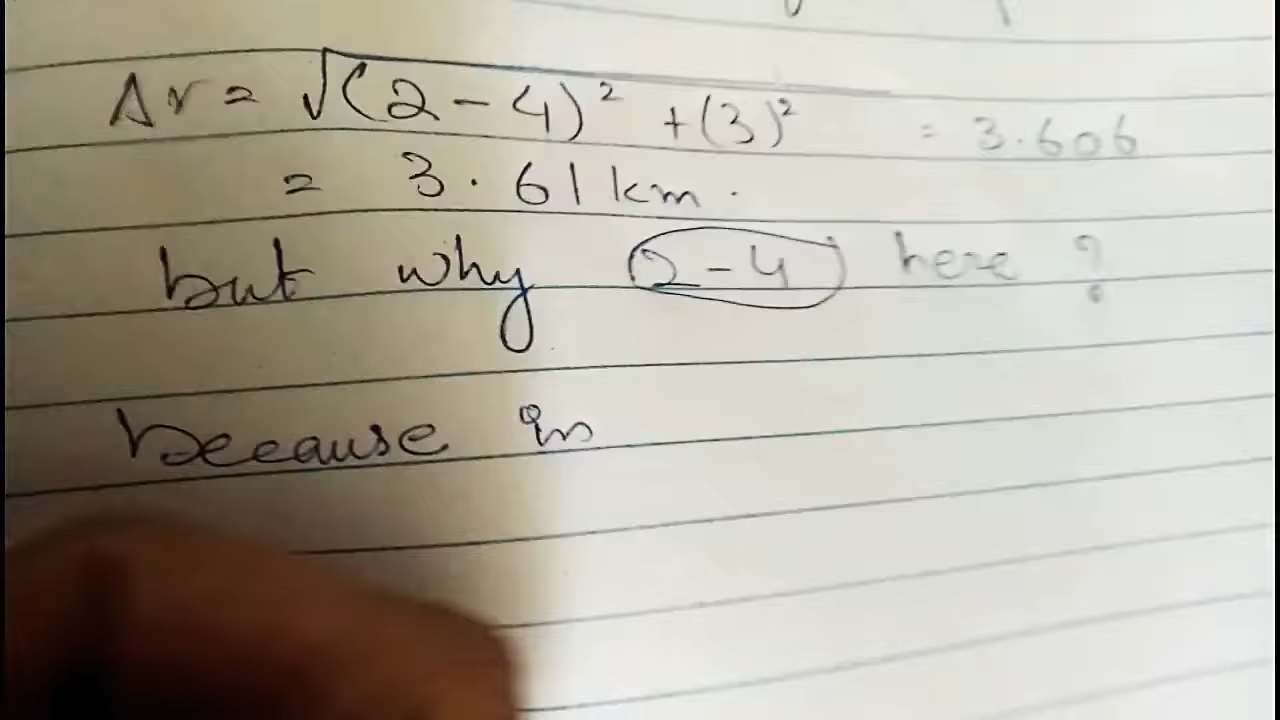 Δr = √(2 - 4)² + (3)² = 3.606
= 3.61 km.
but why (2 - 4) here ?
because in